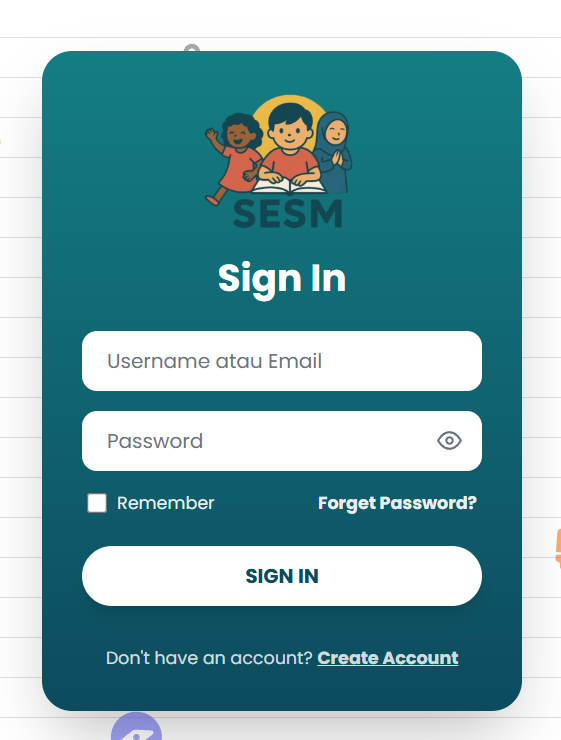 SESM
Sign In
Username atau Email
Password
Remember Forget Password?
SIGN IN
Don't have an account? Create Account